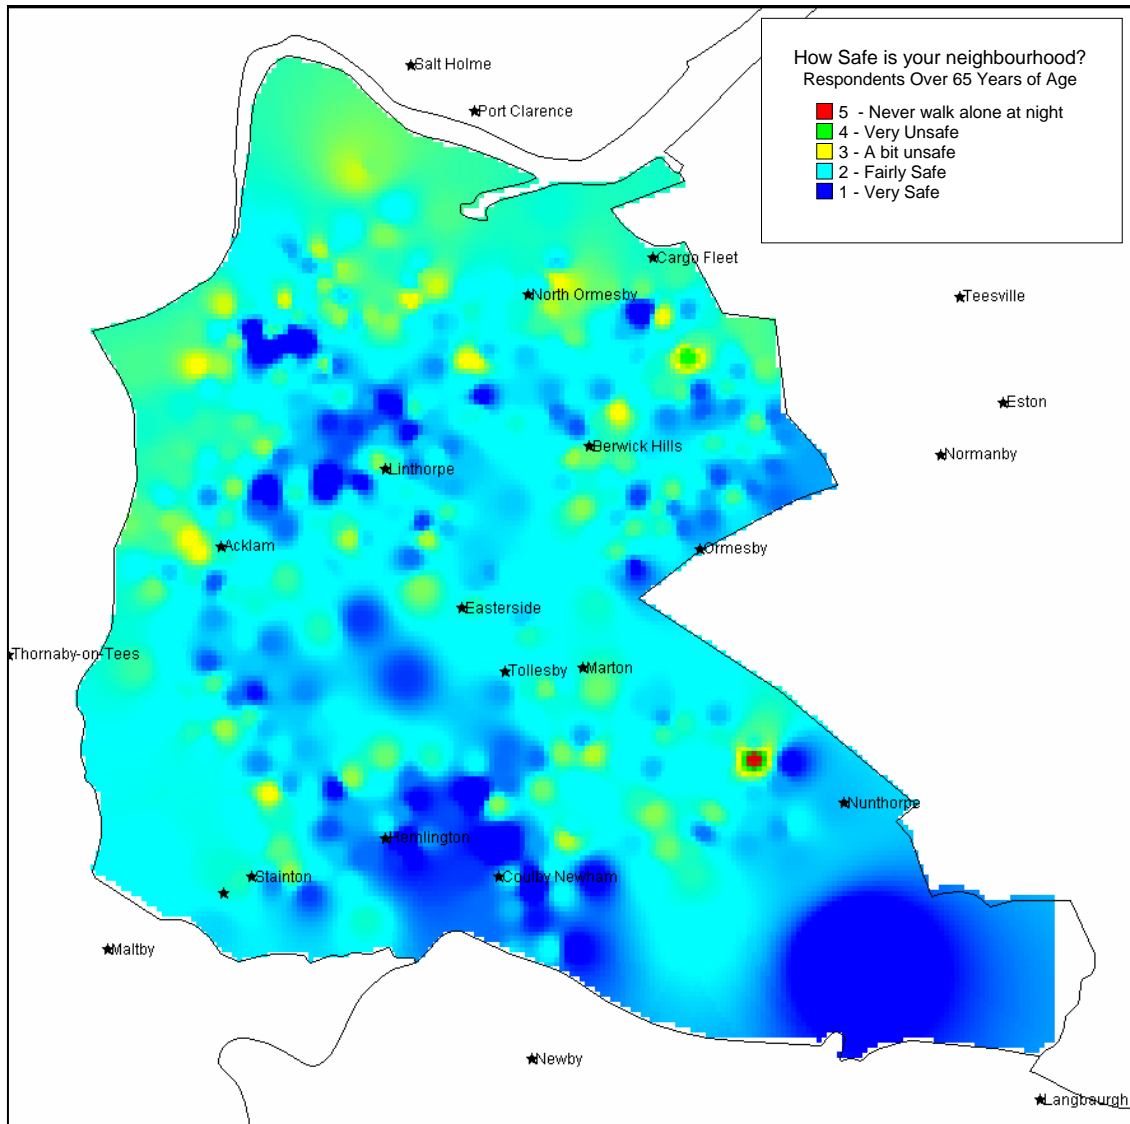 How Safe is your neighbourhood?
Respondents Over 65 Years of Age
5 - Never walk alone at night
4 - Very Unsafe
3 - A bit unsafe
2 - Fairly Safe
1 - Very Safe
Salt Holme
Port Clarence
Cargo Fleet
North Ormesby
Teesville
Eston
Berwick Hills
Normanby
Linthorpe
Acklam
Ormesby
Easterside
Thornaby-on-Tees
Tollesby
Marton
Nunthorpe
Hemlington
Stainton
Coulby Newham
Maltby
Newby
Langbaurgh